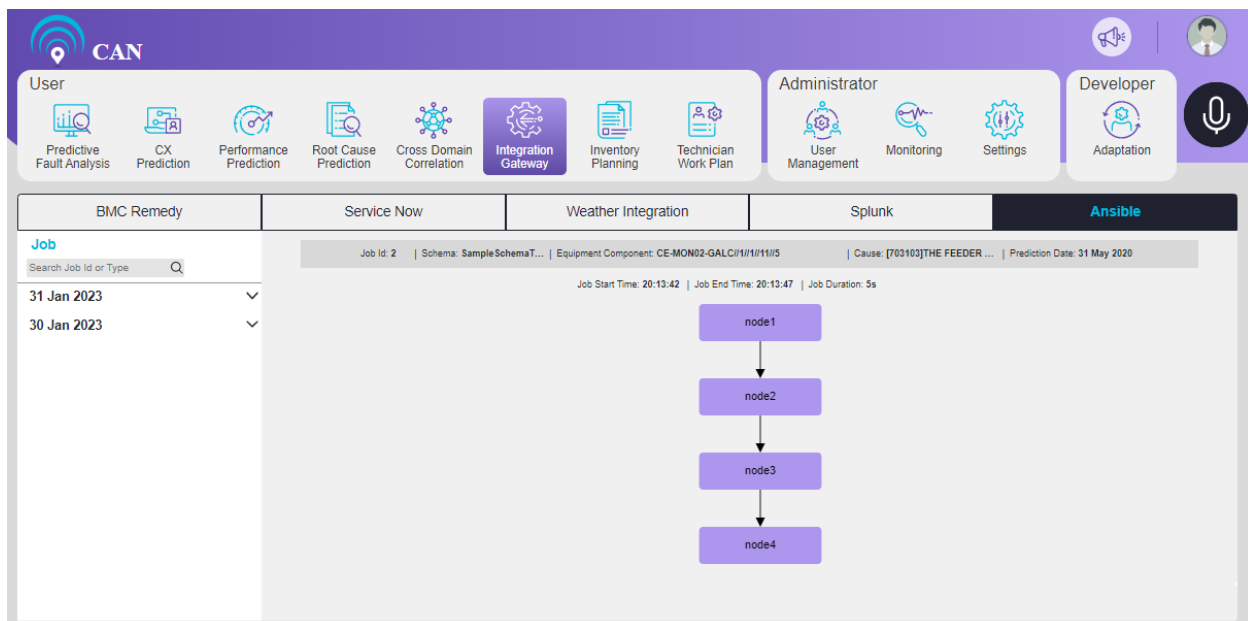 CAN
User
Administrator
Developer
Predictive
Fault Analysis
CX
Prediction
Performance
Prediction
Root Cause
Prediction
Cross Domain
Correlation
Integration
Gateway
Inventory
Planning
Technician
Work Plan
User
Management
Monitoring
Settings
Adaptation
BMC Remedy
Service Now
Weather Integration
Splunk
Ansible
Job
Search Job Id or Type
31 Jan 2023
30 Jan 2023
Job Id: 2 | Schema: SampleSchemaT... | Equipment Component: CE-MON02-GALC//1//1//11//5 | Cause: [703103]THE FEEDER ... | Prediction Date: 31 May 2020
Job Start Time: 20:13:42 | Job End Time: 20:13:47 | Job Duration: 5s
node1
node2
node3
node4